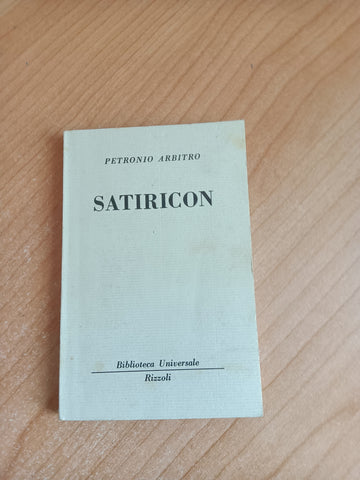 PETRONIO ARBITRO
SATIRICON
Biblioteca Universale
Rizzoli